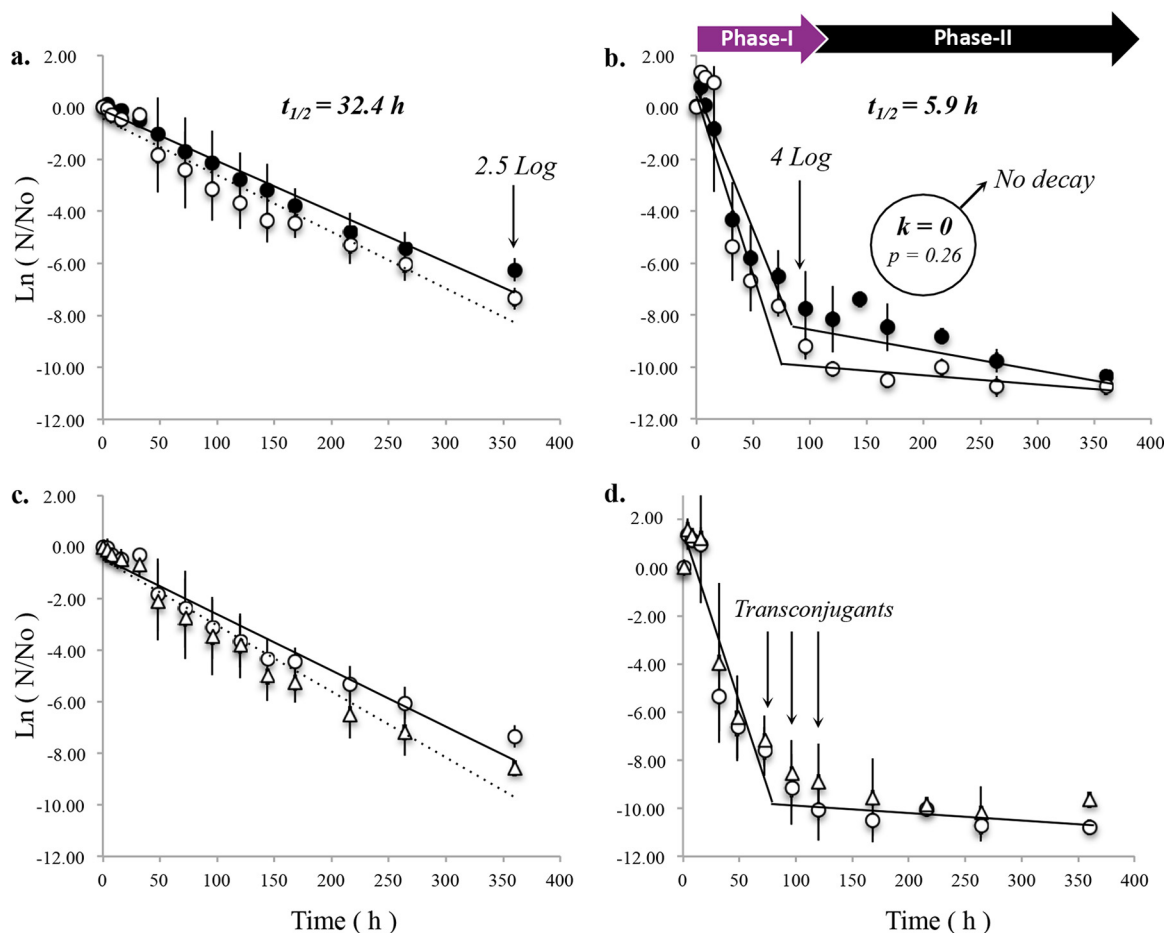 Phase-I Phase-II
a. b.
2.00 2.00
t1/2 = 32.4 h t1/2 = 5.9 h
0.00 0.00
2.5 Log 4 Log No decay
-2.00 -2.00
-4.00 -4.00
k = 0
p = 0.26
Ln ( N/No )
-6.00 -6.00
-8.00 -8.00
-10.00 -10.00
-12.00 -12.00
0 50 100 150 200 250 300 350 400 0 50 100 150 200 250 300 350 400
c. d.
2.00 2.00
0.00 0.00
Transconjugants
-2.00 -2.00
-4.00 -4.00
Ln ( N/No )
-6.00 -6.00
-8.00 -8.00
-10.00 -10.00
-12.00 -12.00
0 50 100 150 200 250 300 350 400 0 50 100 150 200 250 300 350 400
Time ( h ) Time ( h )